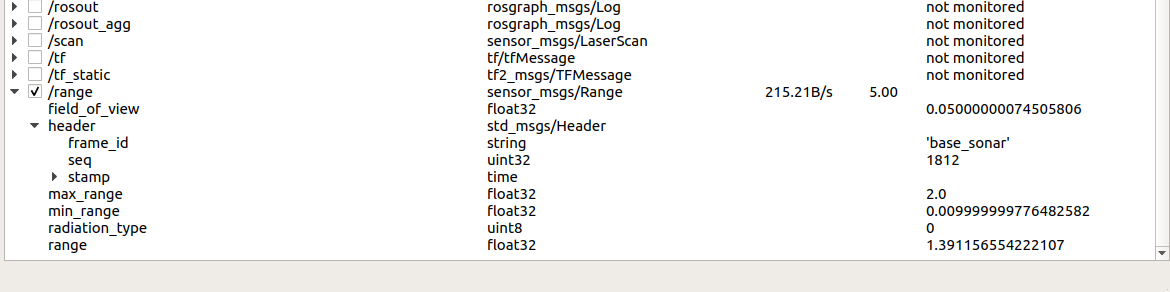 /rosout rosgraph_msgs/Log not monitored
/rosout_agg rosgraph_msgs/Log not monitored
/scan sensor_msgs/LaserScan not monitored
/tf tf/tfMessage not monitored
/tf_static tf2_msgs/TFMessage not monitored
/range sensor_msgs/Range 215.21B/s 5.00
field_of_view float32 0.05000000074505806
header std_msgs/Header
frame_id string 'base_sonar'
seq uint32 1812
stamp time
max_range float32 2.0
min_range float32 0.009999999776482582
radiation_type uint8 0
range float32 1.391156554222107